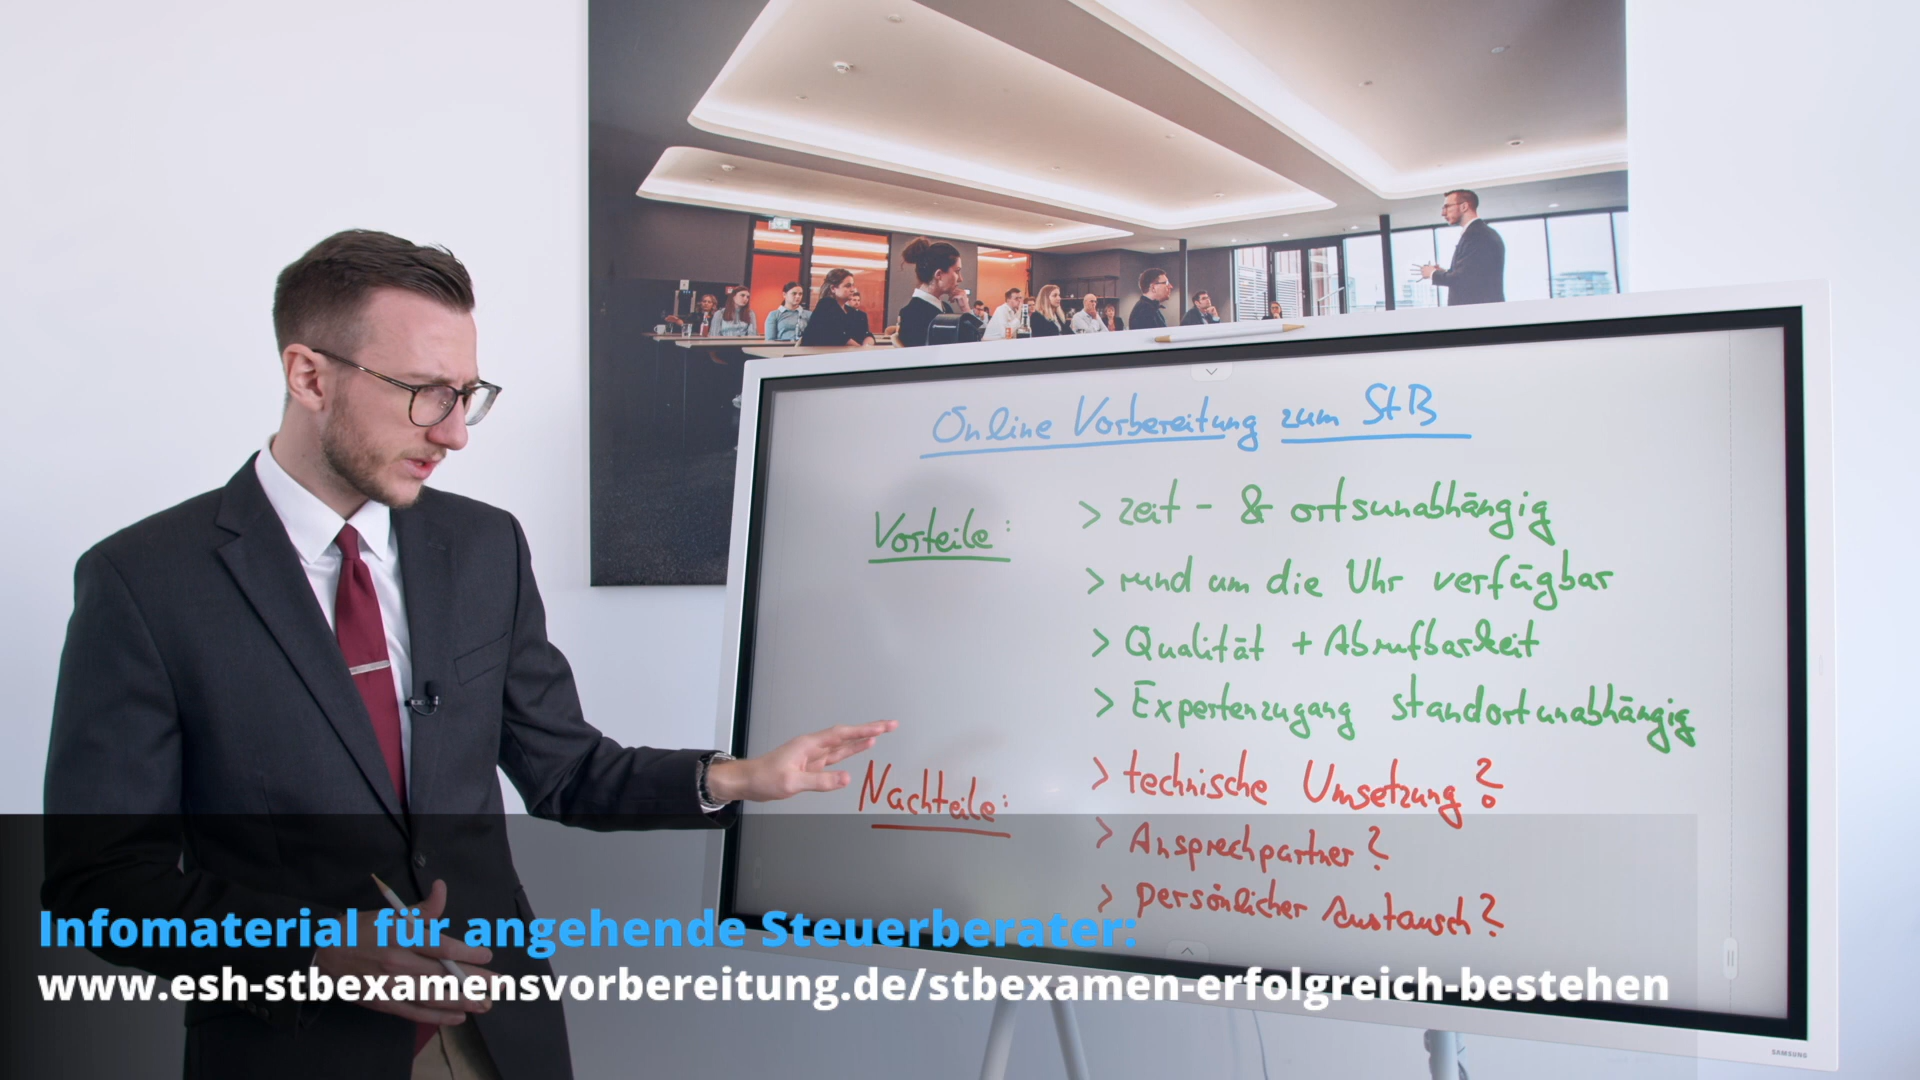 Online Vorbereitung zum StB
Vorteile:
> zeit - & ortsunabhängig
> rund um die Uhr verfügbar
> Qualität + Abrufbarkeit
> Expertenzugang standortunabhängig
Nachteile:
> technische Umsetzung?
> Ansprechpartner?
> persönlicher Austausch?
Infomaterial für angehende Steuerberater:
www.esh-stbexamensvorbereitung.de/stbexamen-erfolgreich-bestehen
SAMSUNG